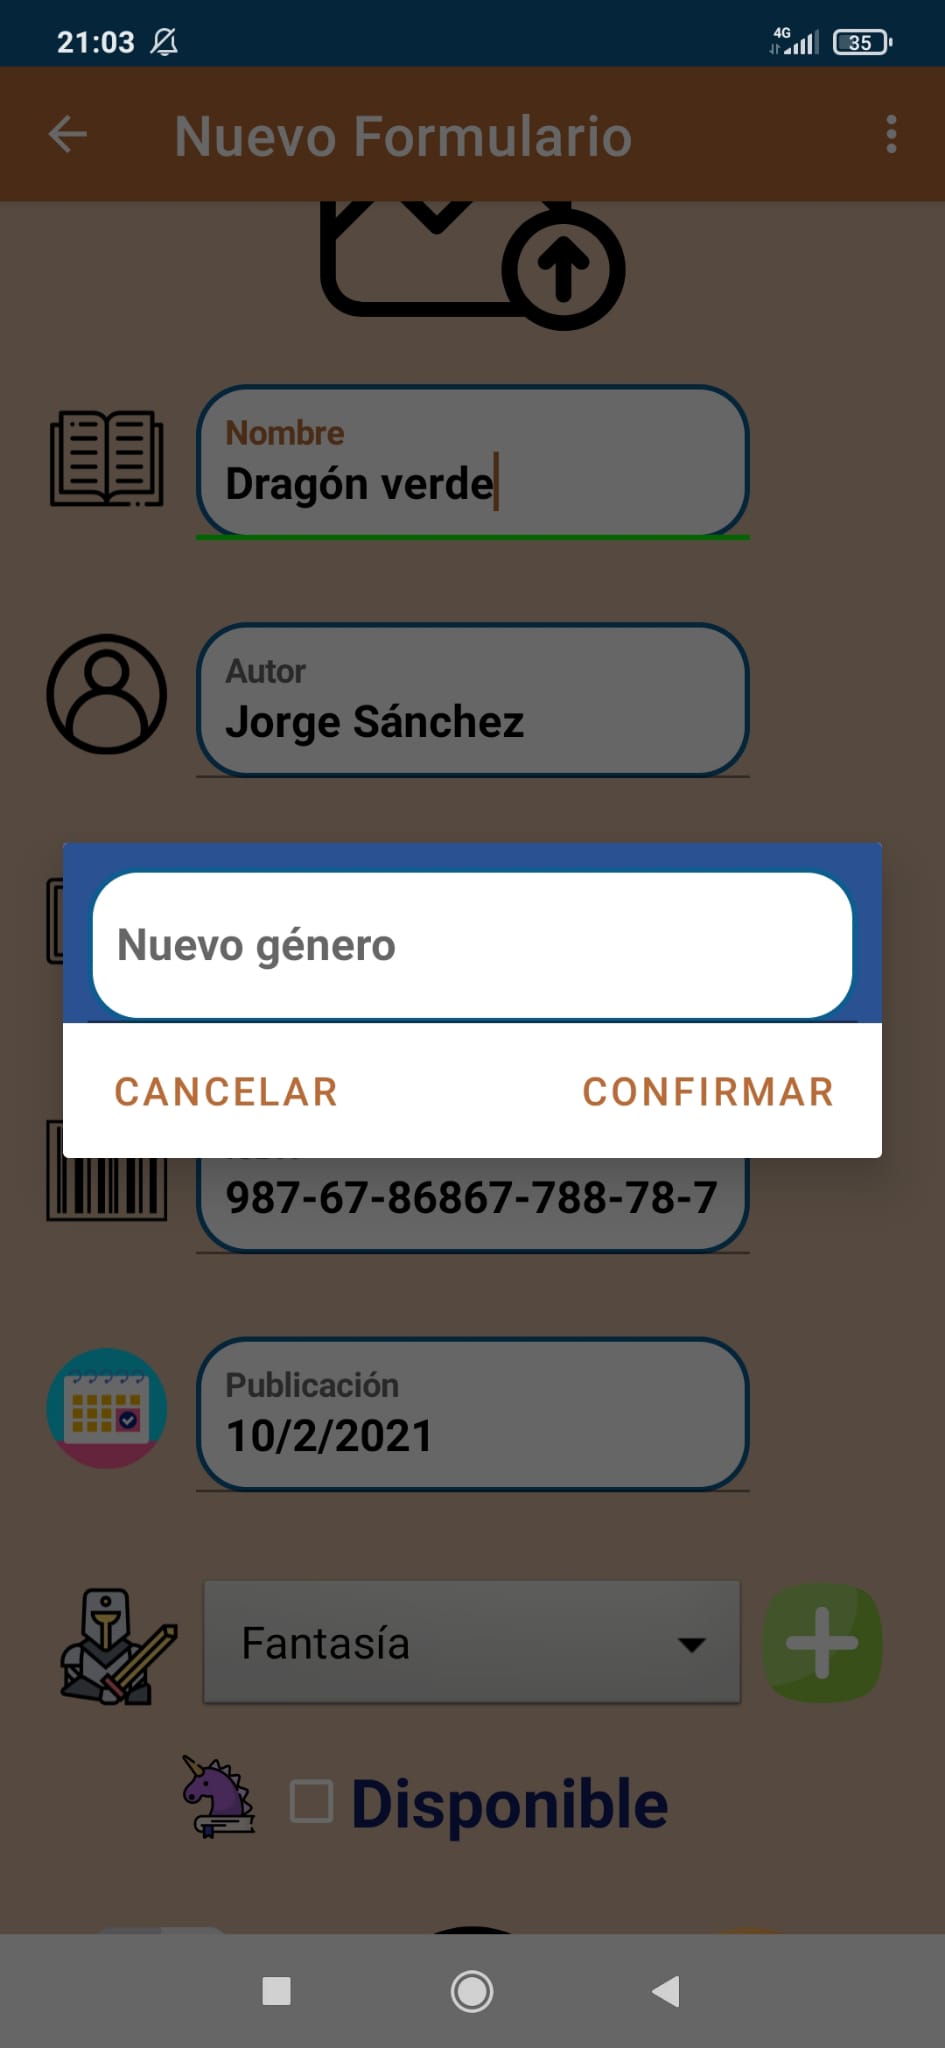 21:03
4G
35
Nuevo Formulario
Nombre
Dragón verde
Autor
Jorge Sánchez
Nuevo género
CANCELAR
CONFIRMAR
987-67-86867-788-78-7
Publicación
10/2/2021
Fantasía
Disponible